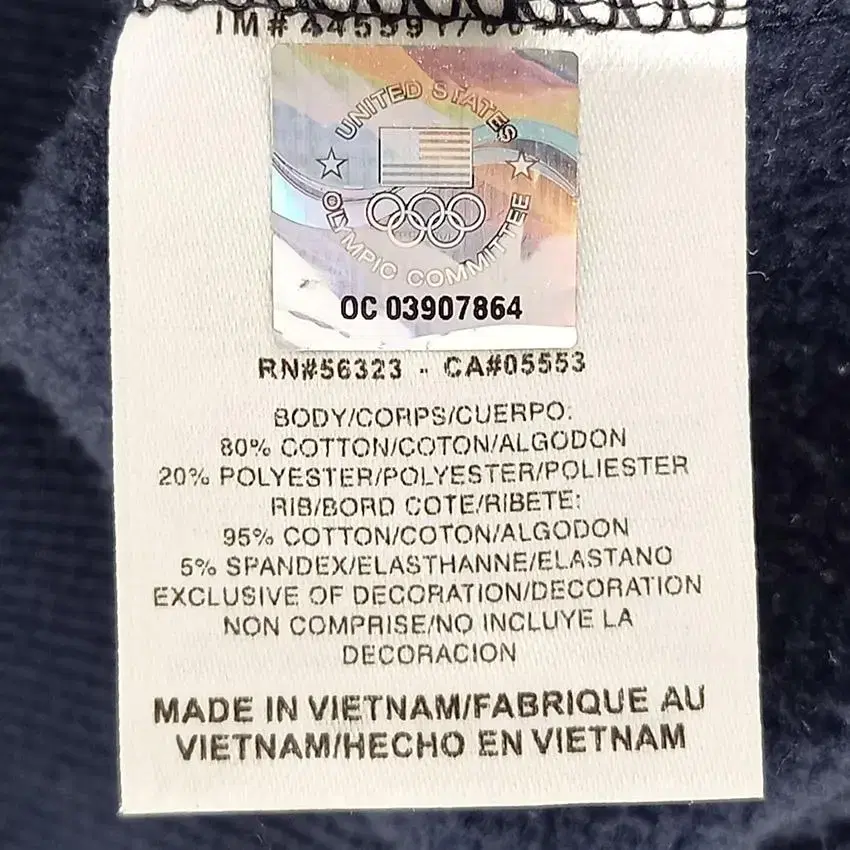 UNITED STATES
OLYMPIC COMMITTEE
OC 03907864
RN#56323 - CA#05553
BODY/CORPS/CUERPO:
80% COTTON/COTON/ALGODON
20% POLYESTER/POLYESTER/POLIESTER
RIB/BORD COTE/RIBETE:
95% COTTON/COTON/ALGODON
5% SPANDEX/ELASTHANNE/ELASTANO
EXCLUSIVE OF DECORATION/DECORATION
NON COMPRISE/NO INCLUYE LA
DECORACION
MADE IN VIETNAM/FABRIQUE AU
VIETNAM/HECHO EN VIETNAM